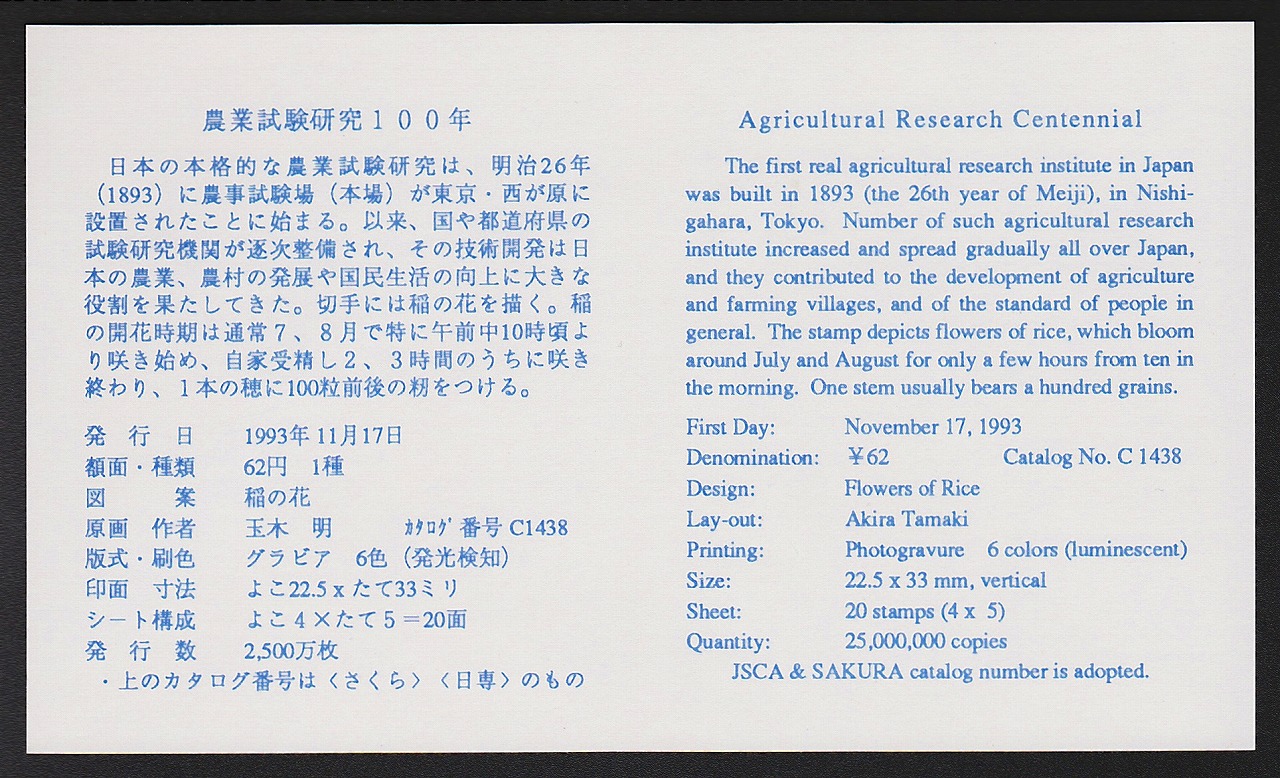 農業試験研究１００年
日本の本格的な農業試験研究は、明治26年
（1893）に農事試験場（本場）が東京・西が原に
設置されたことに始まる。以来、国や都道府県の
試験研究機関が逐次整備され、その技術開発は日
本の農業、農村の発展や国民生活の向上に大きな
役割を果たしてきた。切手には稲の花を描く。稲
の開花時期は通常７、８月で特に午前中10時頃よ
り咲き始め、自家受精し２、３時間のうちに咲き
終わり、１本の穂に100粒前後の籾をつける。
発　行　日　1993年 11月17日
額面・種類　62円　1種
図　　　案　稲の花
原画　作者　玉木　明　ｶﾀﾛｸﾞ 番号 C1438
版式・刷色　グラビア　6色（発光検知）
印面　寸法　よこ22.5 x たて33ミリ
シート構成　よこ４×たて５＝20面
発　行　数　2,500万枚
・上のカタログ番号は〈さくら〉〈日専〉のもの
Agricultural Research Centennial
The first real agricultural research institute in Japan
was built in 1893 (the 26th year of Meiji), in Nishi-
gahara, Tokyo. Number of such agricultural research
institute increased and spread gradually all over Japan,
and they contributed to the development of agriculture
and farming villages, and of the standard of people in
general. The stamp depicts flowers of rice, which bloom
around July and August for only a few hours from ten in
the morning. One stem usually bears a hundred grains.
First Day: November 17, 1993
Denomination: ￥62 Catalog No. C 1438
Design: Flowers of Rice
Lay-out: Akira Tamaki
Printing: Photogravure 6 colors (luminescent)
Size: 22.5 x 33 mm, vertical
Sheet: 20 stamps (4 x 5)
Quantity: 25,000,000 copies
JSCA & SAKURA catalog number is adopted.